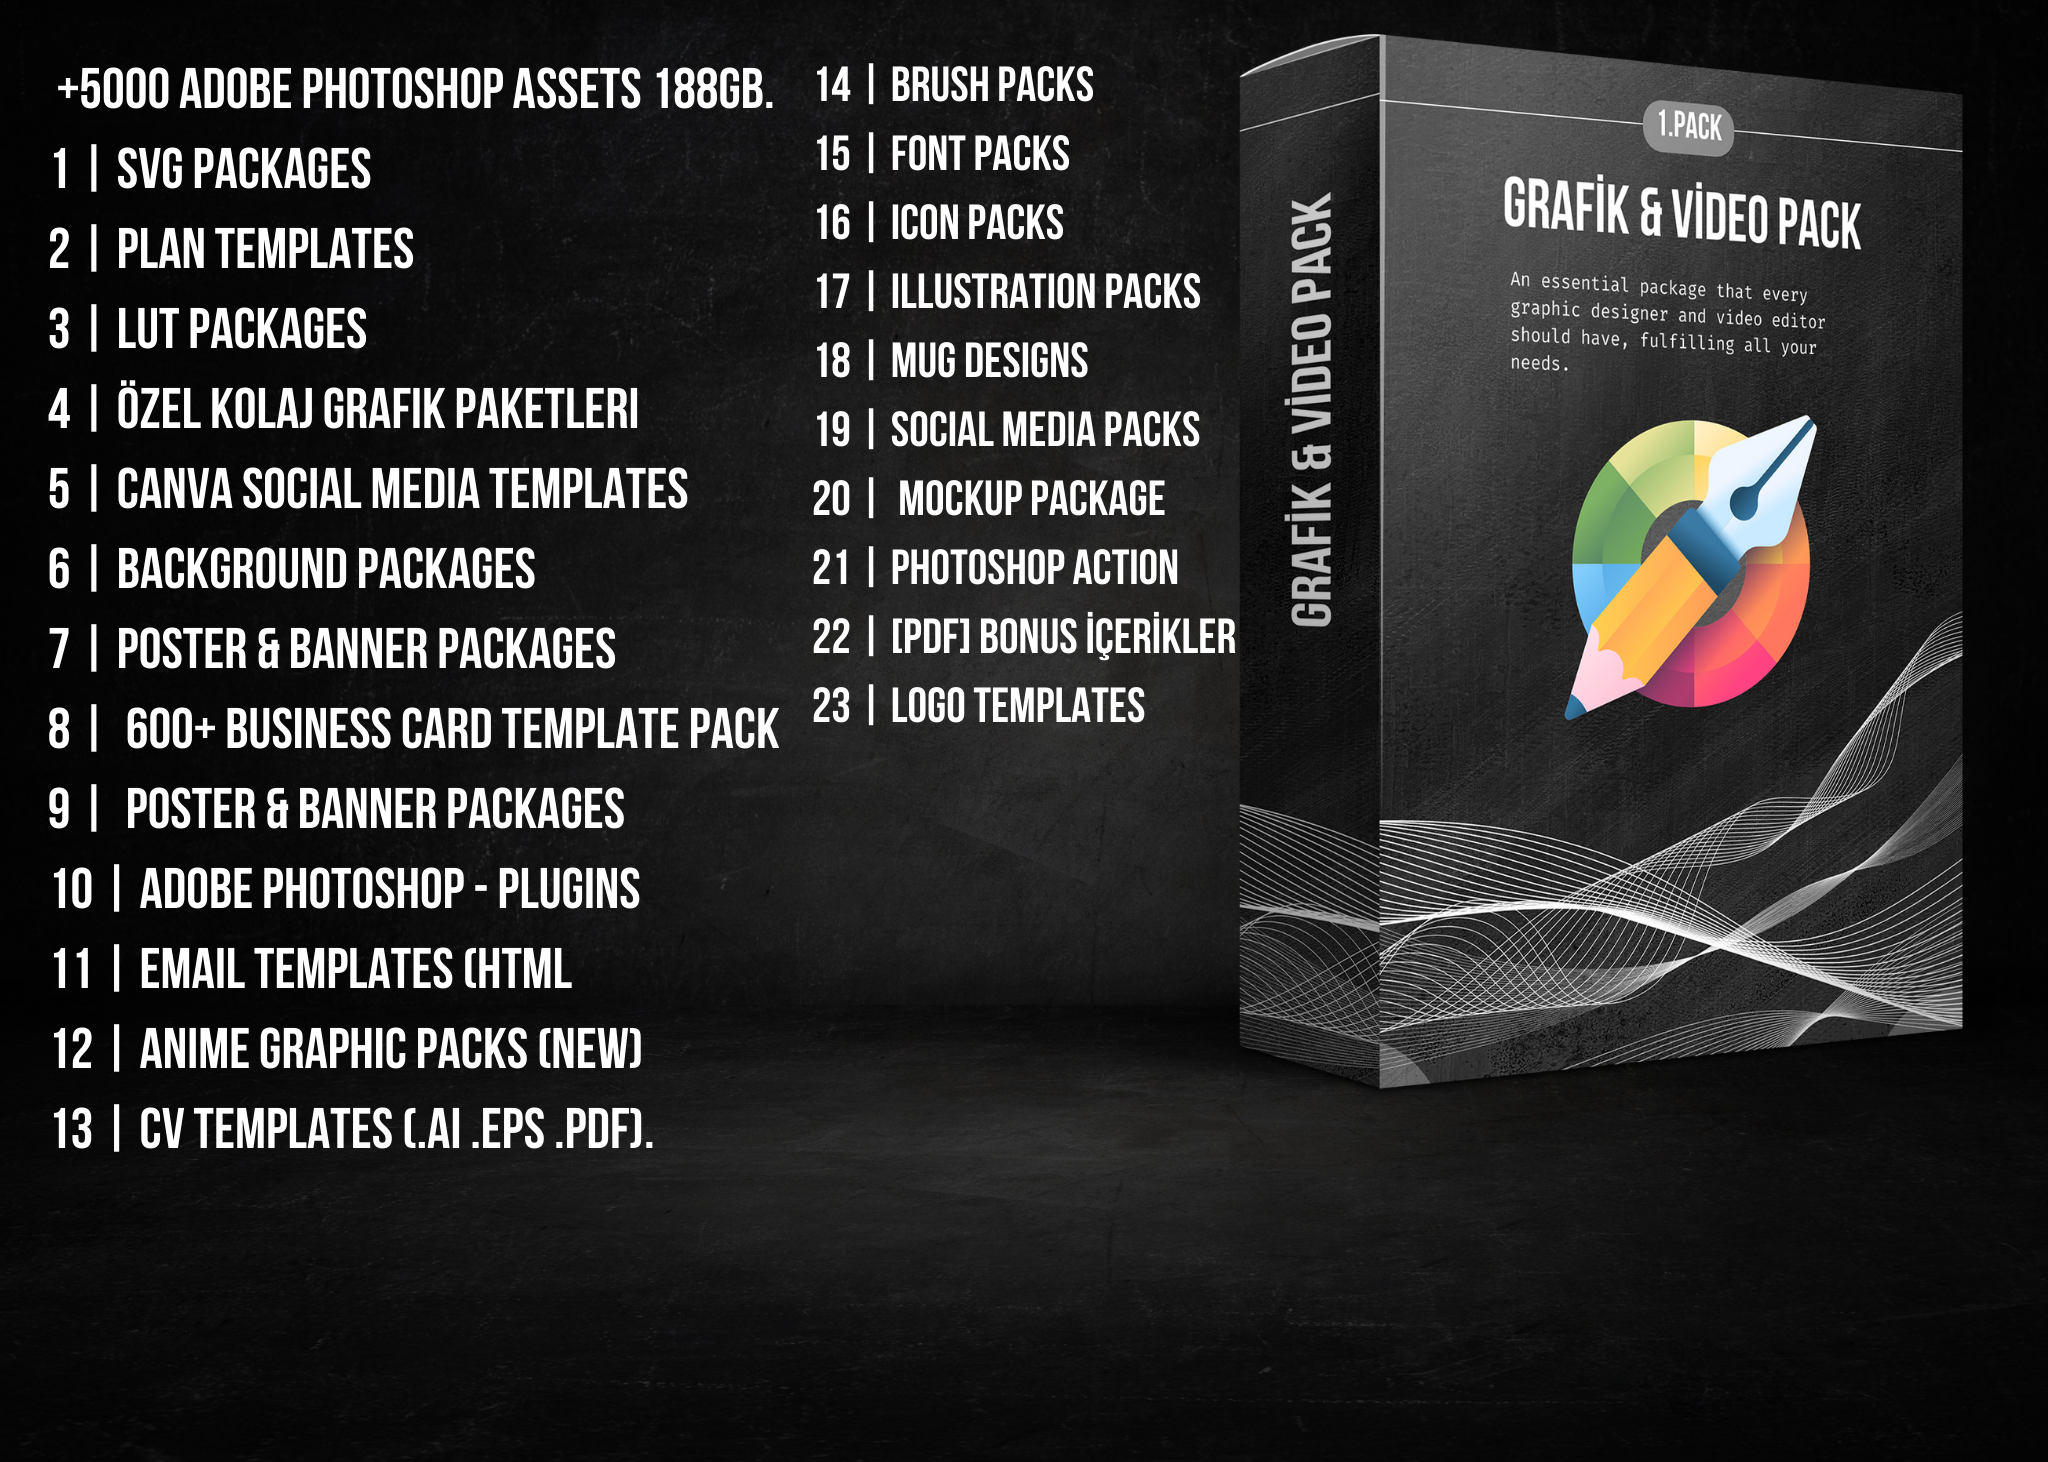 +5000 ADOBE PHOTOSHOP ASSETS 188GB.
1 | SVG PACKAGES
2 | PLAN TEMPLATES
3 | LUT PACKAGES
4 | ÖZEL KOLAJ GRAFIK PAKETLERI
5 | CANVA SOCIAL MEDIA TEMPLATES
6 | BACKGROUND PACKAGES
7 | POSTER & BANNER PACKAGES
8 | 600+ BUSINESS CARD TEMPLATE PACK
9 | POSTER & BANNER PACKAGES
10 | ADOBE PHOTOSHOP - PLUGINS
11 | EMAIL TEMPLATES (HTML
12 | ANIME GRAPHIC PACKS (NEW)
13 | CV TEMPLATES (.AI .EPS .PDF).
14 | BRUSH PACKS
15 | FONT PACKS
16 | ICON PACKS
17 | ILLUSTRATION PACKS
18 | MUG DESIGNS
19 | SOCIAL MEDIA PACKS
20 | MOCKUP PACKAGE
21 | PHOTOSHOP ACTION
22 | [PDF] BONUS İÇERİKLER
23 | LOGO TEMPLATES
GRAFİK & VİDEO PACK
1.PACK
GRAFİK & VİDEO PACK
An essential package that every
graphic designer and video editor
should have, fulfilling all your
needs.